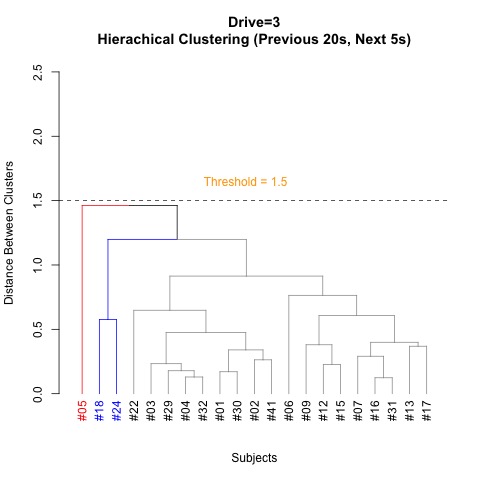 Drive=3
Hierachical Clustering (Previous 20s, Next 5s)
Distance Between Clusters
2.5
2.0
1.5
1.0
0.5
0.0
Threshold = 1.5
#05 #18 #24 #22 #03 #29 #04 #32 #01 #30 #02 #41 #06 #09 #12 #15 #07 #16 #31 #13 #17
Subjects